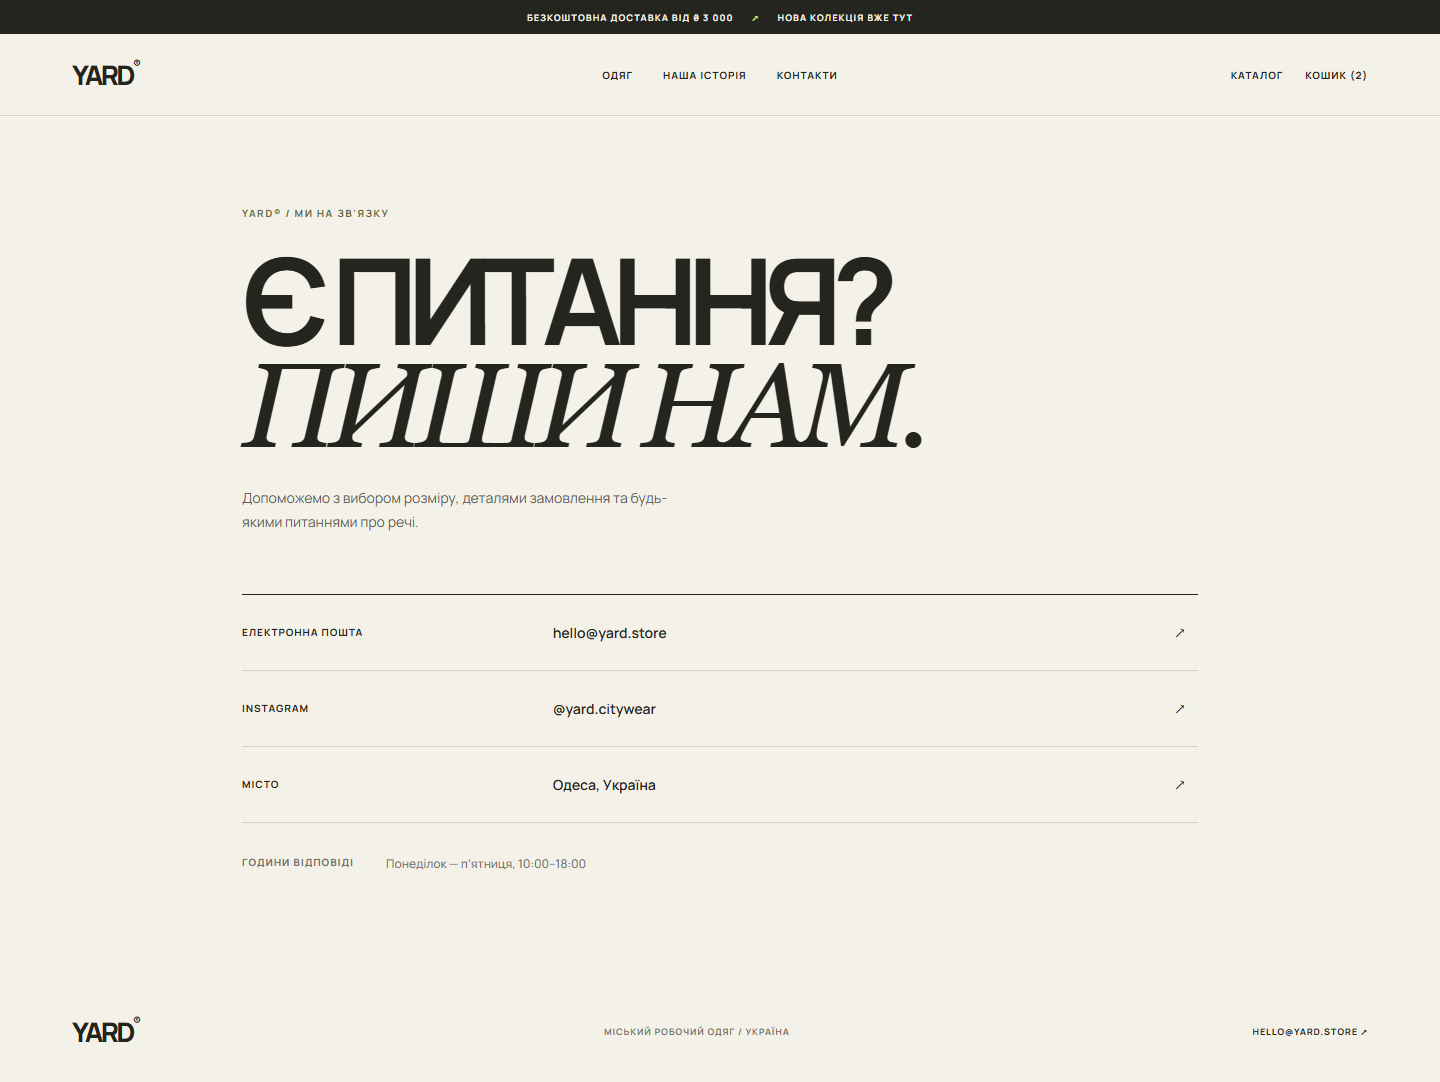 БЕЗКОШТОВНА ДОСТАВКА ВІД ₴ 3 000 ↗ НОВА КОЛЕКЦІЯ ВЖЕ ТУТ
YARD®
ОДЯГ НАША ІСТОРІЯ КОНТАКТИ
КАТАЛОГ КОШИК (2)
YARD® / МИ НА ЗВ'ЯЗКУ
Є ПИТАННЯ?
ПИШИ НАМ.
Допоможемо з вибором розміру, деталями замовлення та будь-
якими питаннями про речі.
ЕЛЕКТРОННА ПОШТА hello@yard.store ↗
INSTAGRAM @yard.citywear ↗
МІСТО Одеса, Україна ↗
ГОДИНИ ВІДПОВІДІ Понеділок — п'ятниця, 10:00–18:00
YARD®
МІСЬКИЙ РОБОЧИЙ ОДЯГ / УКРАЇНА
HELLO@YARD.STORE ↗